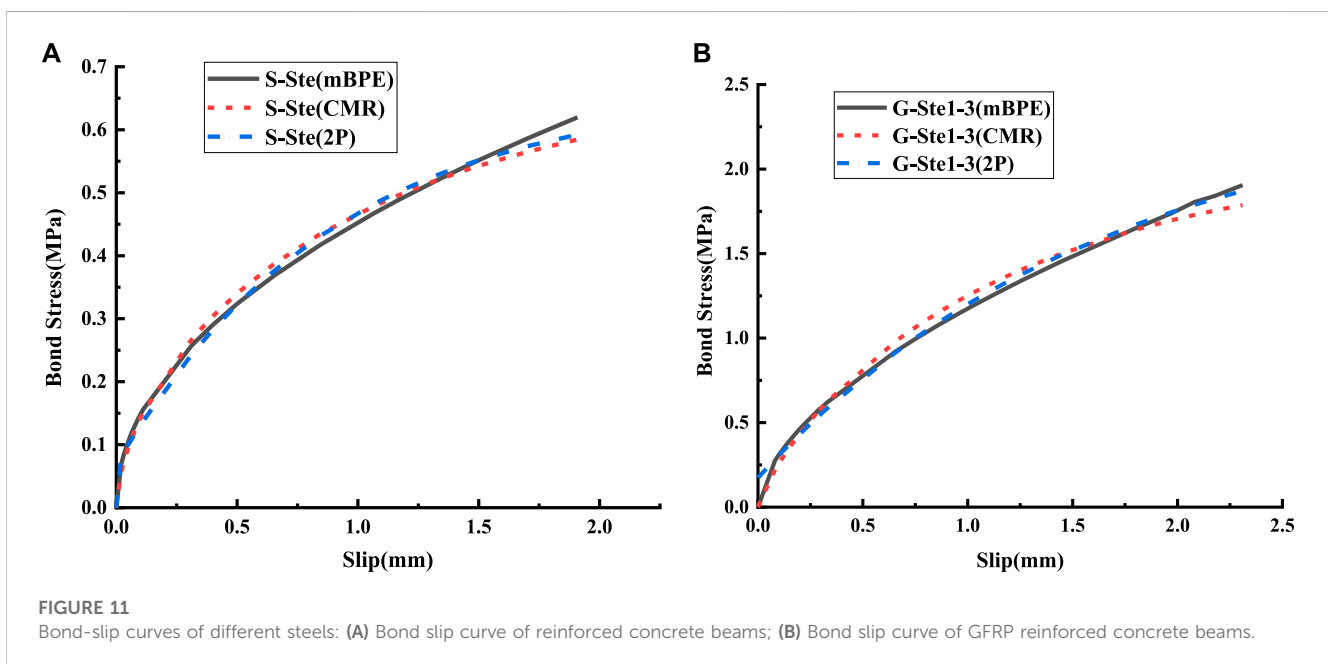 A
S-Ste(mBPE)
S-Ste(CMR)
S-Ste(2P)
Bond Stress(MPa)
0.7
0.6
0.5
0.4
0.3
0.2
0.1
0.0
0.0 0.5 1.0 1.5 2.0
Slip(mm)
B
G-Ste1-3(mBPE)
G-Ste1-3(CMR)
G-Ste1-3(2P)
Bond Stress(MPa)
2.5
2.0
1.5
1.0
0.5
0.0
0.0 0.5 1.0 1.5 2.0 2.5
Slip(mm)
FIGURE 11
Bond-slip curves of different steels: (A) Bond slip curve of reinforced concrete beams; (B) Bond slip curve of GFRP reinforced concrete beams.